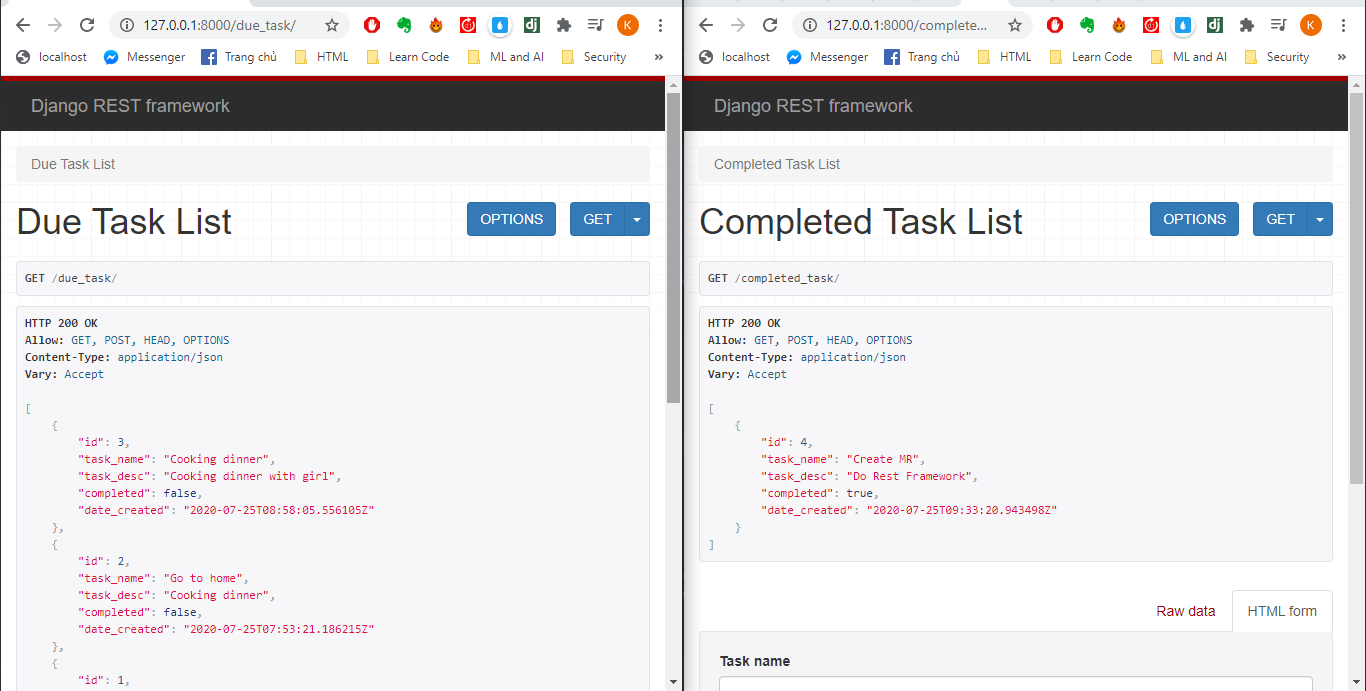 127.0.0.1:8000/due_task/
K
localhost
Messenger
Trang chủ
HTML
Learn Code
ML and AI
Security
»
Django REST framework
Due Task List
Due Task List
OPTIONS
GET
GET /due_task/
HTTP 200 OK
Allow: GET, POST, HEAD, OPTIONS
Content-Type: application/json
Vary: Accept
[
{
"id": 3,
"task_name": "Cooking dinner",
"task_desc": "Cooking dinner with girl",
"completed": false,
"date_created": "2020-07-25T08:58:05.556105Z"
},
{
"id": 2,
"task_name": "Go to home",
"task_desc": "Cooking dinner",
"completed": false,
"date_created": "2020-07-25T07:53:21.186215Z"
},
{
"id": 1,
127.0.0.1:8000/complete...
dj
K
localhost
Messenger
Trang chủ
HTML
Learn Code
ML and AI
Security
»
Django REST framework
Completed Task List
Completed Task List
OPTIONS
GET
GET /completed_task/
HTTP 200 OK
Allow: GET, POST, HEAD, OPTIONS
Content-Type: application/json
Vary: Accept
[
{
"id": 4,
"task_name": "Create MR",
"task_desc": "Do Rest Framework",
"completed": true,
"date_created": "2020-07-25T09:33:20.943498Z"
}
]
Raw data
HTML form
Task name